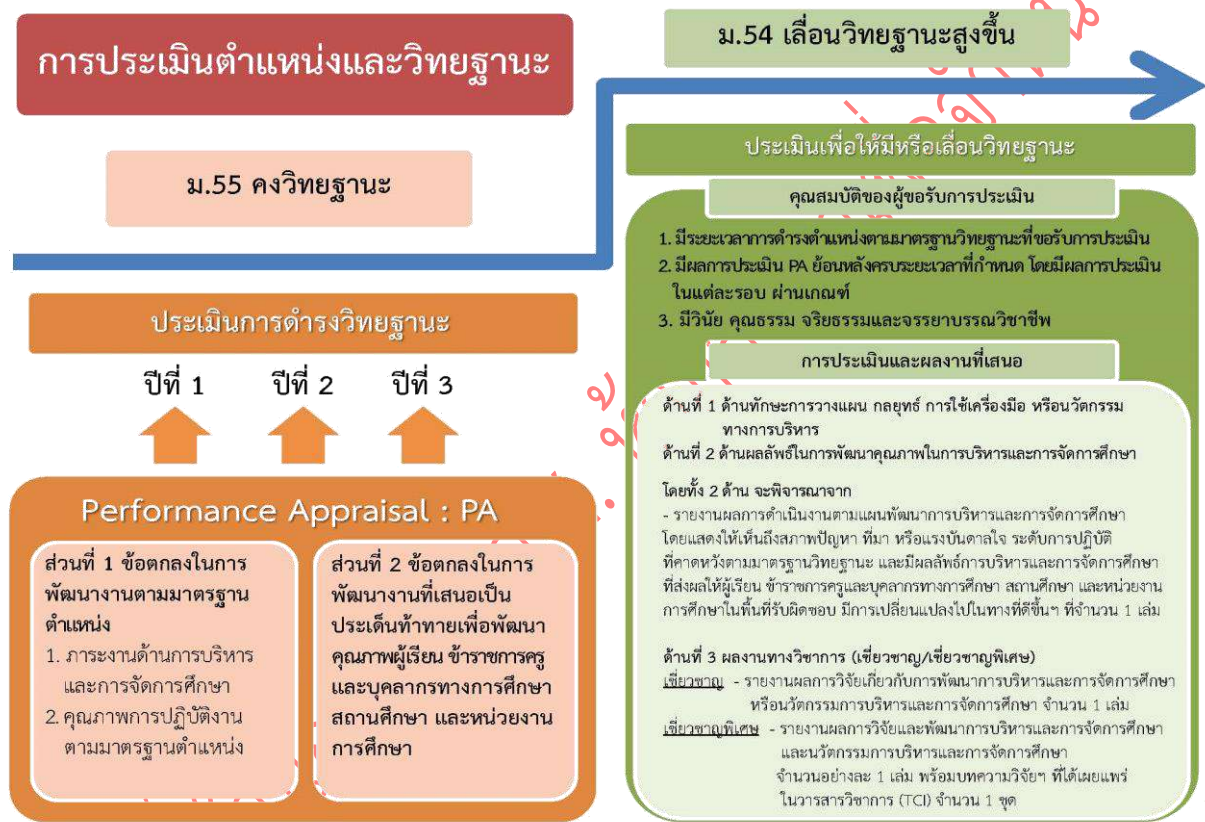 การประเมินตำแหน่งและวิทยฐานะ
ม.55 คงวิทยฐานะ
ประเมินการดำรงวิทยฐานะ
ปีที่ 1 ปีที่ 2 ปีที่ 3
Performance Appraisal : PA
ส่วนที่ 1 ข้อตกลงในการ
พัฒนางานตามมาตรฐาน
ตำแหน่ง
1. ภาระงานด้านการบริหาร
และการจัดการศึกษา
2. คุณภาพการปฏิบัติงาน
ตามมาตรฐานตำแหน่ง
ส่วนที่ 2 ข้อตกลงในการ
พัฒนางานที่เสนอเป็น
ประเด็นท้าทายเพื่อพัฒนา
คุณภาพผู้เรียน ข้าราชการครู
และบุคลากรทางการศึกษา
สถานศึกษา และหน่วยงาน
การศึกษา
ม.54 เลื่อนวิทยฐานะสูงขึ้น
ประเมินเพื่อให้มีหรือเลื่อนวิทยฐานะ
คุณสมบัติของผู้ขอรับการประเมิน
1. มีระยะเวลาการดำรงตำแหน่งตามมาตรฐานวิทยฐานะที่ขอรับการประเมิน
2. มีผลการประเมิน PA ย้อนหลังครบระยะเวลาที่กำหนด โดยมีผลการประเมิน
ในแต่ละรอบ ผ่านเกณฑ์
3. มีวินัย คุณธรรม จริยธรรมและจรรยาบรรณวิชาชีพ
การประเมินและผลงานที่เสนอ
ด้านที่ 1 ด้านทักษะการวางแผน กลยุทธ์ การใช้เครื่องมือ หรือนวัตกรรม
ทางการบริหาร
ด้านที่ 2 ด้านผลลัพธ์ในการพัฒนาคุณภาพในการบริหารและการจัดการศึกษา
โดยทั้ง 2 ด้าน จะพิจารณาจาก
- รายงานผลการดำเนินงานตามแผนพัฒนาการบริหารและการจัดการศึกษา
โดยแสดงให้เห็นถึงสภาพปัญหา ที่มา หรือแรงบันดาลใจ ระดับการปฏิบัติ
ที่คาดหวังตามมาตรฐานวิทยฐานะ และมีผลลัพธ์การบริหารและการจัดการศึกษา
ที่ส่งผลให้ผู้เรียน ข้าราชการครูและบุคลากรทางการศึกษา สถานศึกษา และหน่วยงาน
การศึกษาในพื้นที่รับผิดชอบ มีการเปลี่ยนแปลงไปในทางที่ดีขึ้นฯ ที่จำนวน 1 เล่ม
ด้านที่ 3 ผลงานทางวิชาการ (เชี่ยวชาญ/เชี่ยวชาญพิเศษ)
เชี่ยวชาญ - รายงานผลการวิจัยเกี่ยวกับการพัฒนาการบริหารและการจัดการศึกษา
หรือนวัตกรรมการบริหารและการจัดการศึกษา จำนวน 1 เล่ม
เชี่ยวชาญพิเศษ - รายงานผลการวิจัยและพัฒนาการบริหารและการจัดการศึกษา
และนวัตกรรมการบริหารและการจัดการศึกษา
จำนวนอย่างละ 1 เล่ม พร้อมบทความวิจัยฯ ที่ได้เผยแพร่
ในวารสารวิชาการ (TCI) จำนวน 1 ชุด